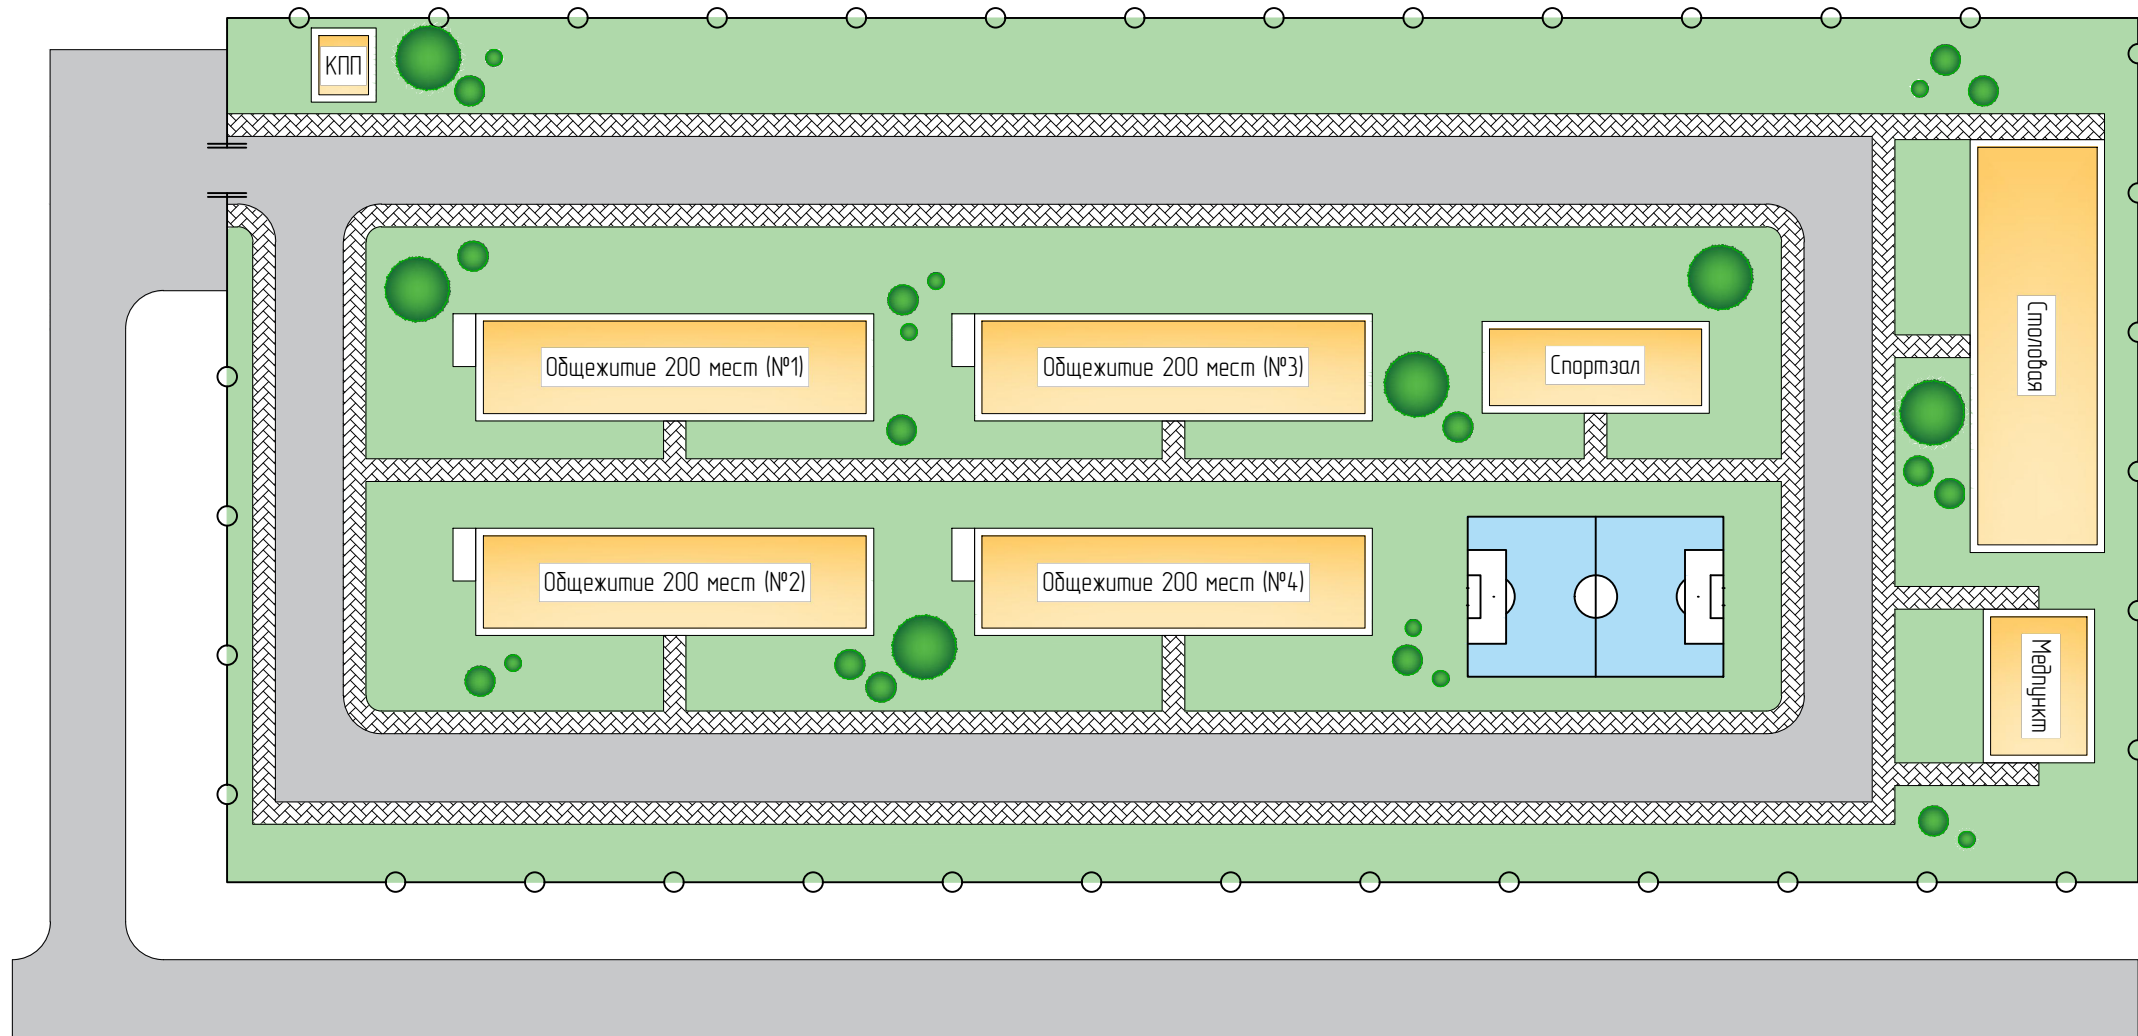 КПП
Общежитие 200 мест (№1)
Общежитие 200 мест (№3)
Спортзал
Столовая
Общежитие 200 мест (№2)
Общежитие 200 мест (№4)
Медпункт